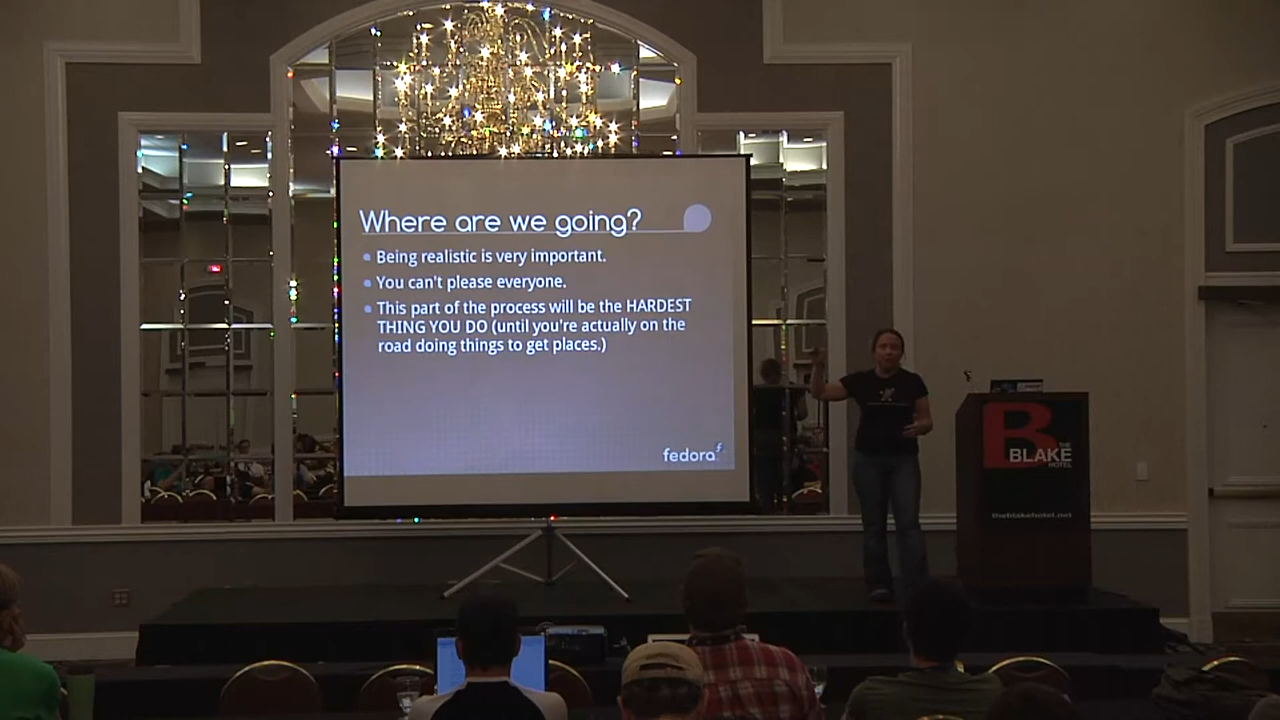 Where are we going?
Being realistic is very important.
You can't please everyone.
This part of the process will be the HARDEST
THING YOU DO (until you're actually on the
road doing things to get places.)
fedora
B
THE
BLAKE
HOTEL
theblakehotel.net